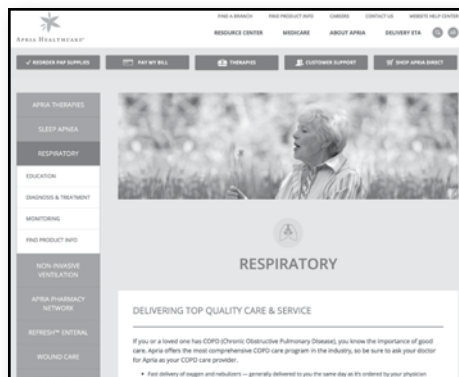 FIND A BRANCH FIND PRODUCT INFO CAREERS CONTACT US WEBSITE HELP CENTER
APRIA HEALTHCARE®
RESOURCE CENTER MEDICARE ABOUT APRIA DELIVERY ETA
✓ REORDER PAP SUPPLIES PAY MY BILL THERAPIES CUSTOMER SUPPORT SHOP APRIA DIRECT
APRIA THERAPIES
SLEEP APNEA
RESPIRATORY
EDUCATION
DIAGNOSIS & TREATMENT
MONITORING
FIND PRODUCT INFO
NON-INVASIVE
VENTILATION
APRIA PHARMACY
NETWORK
REFRESH™ ENTERAL
WOUND CARE
RESPIRATORY
DELIVERING TOP QUALITY CARE & SERVICE
If you or a loved one has COPD (Chronic Obstructive Pulmonary Disease), you know the importance of good
care. Apria offers the most comprehensive COPD care program in the industry, so be sure to ask your doctor
for Apria as your COPD care provider.
• Fast delivery of oxygen and nebulizers — generally delivered to you the same day as it's ordered by your physician